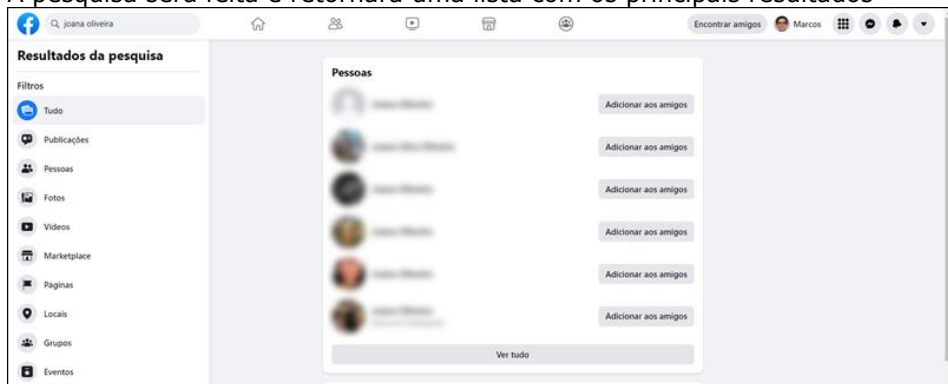 A pesquisa será feita e retornará uma lista com os principais resultados
joana oliveira
Encontrar amigos
Marcos
Resultados da pesquisa
Filtros
Tudo
Publicações
Pessoas
Fotos
Vídeos
Marketplace
Páginas
Locais
Grupos
Eventos
Pessoas
Adicionar aos amigos
Adicionar aos amigos
Adicionar aos amigos
Adicionar aos amigos
Adicionar aos amigos
Adicionar aos amigos
Ver tudo